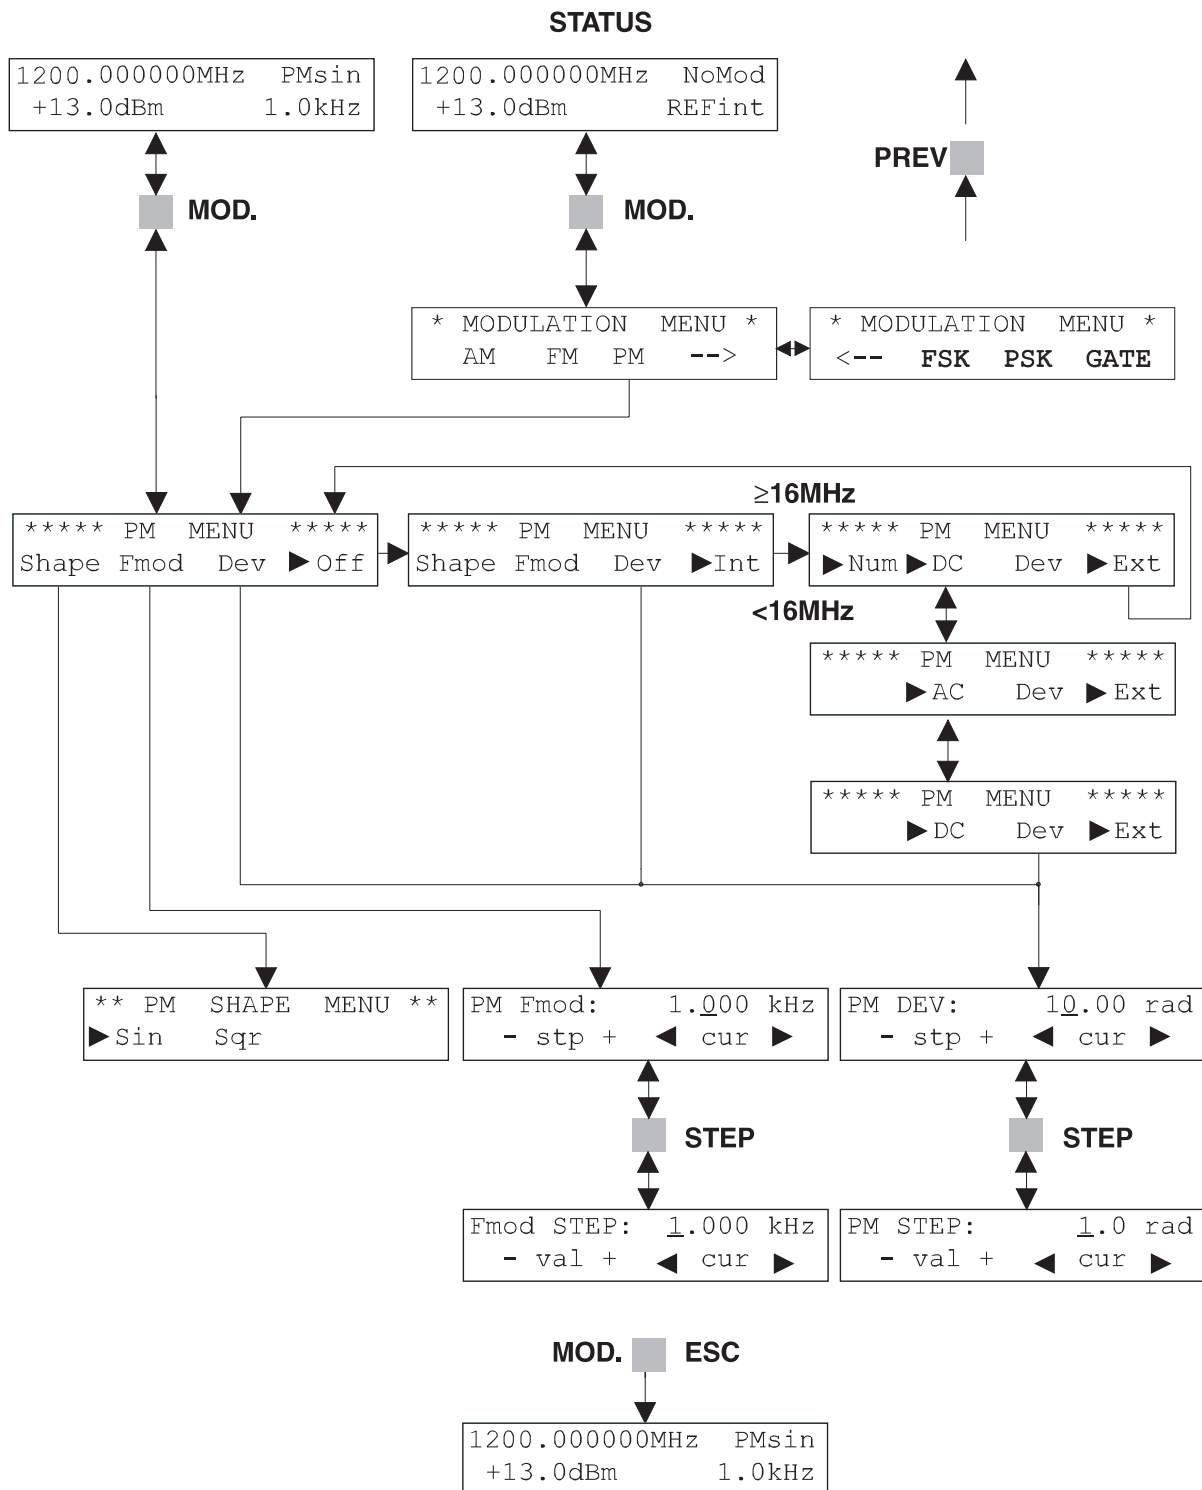 STATUS
1200.000000MHz PMsin
+13.0dBm 1.0kHz
1200.000000MHz NoMod
+13.0dBm REFint
PREV
MOD.
MOD.
* MODULATION MENU *
AM FM PM -->
* MODULATION MENU *
<-- FSK PSK GATE
≥16MHz
***** PM MENU *****
Shape Fmod Dev ▶Off
***** PM MENU *****
Shape Fmod Dev ▶Int
***** PM MENU *****
▶Num ▶DC Dev ▶Ext
<16MHz
***** PM MENU *****
▶AC Dev ▶Ext
***** PM MENU *****
▶DC Dev ▶Ext
** PM SHAPE MENU **
▶Sin Sqr
PM Fmod: 1.000 kHz
- stp + ◀ cur ▶
PM DEV: 10.00 rad
- stp + ◀ cur ▶
STEP
STEP
Fmod STEP: 1.000 kHz
- val + ◀ cur ▶
PM STEP: 1.0 rad
- val + ◀ cur ▶
MOD. ESC
1200.000000MHz PMsin
+13.0dBm 1.0kHz